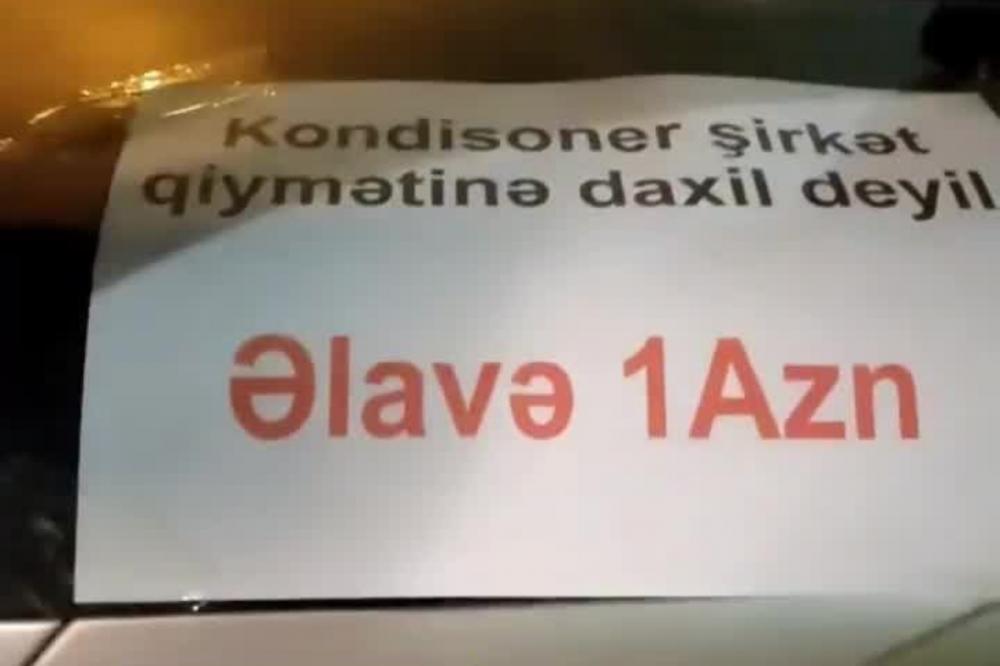 Kondisoner şirkət
qiymətinə daxil deyil
Əlavə 1Azn